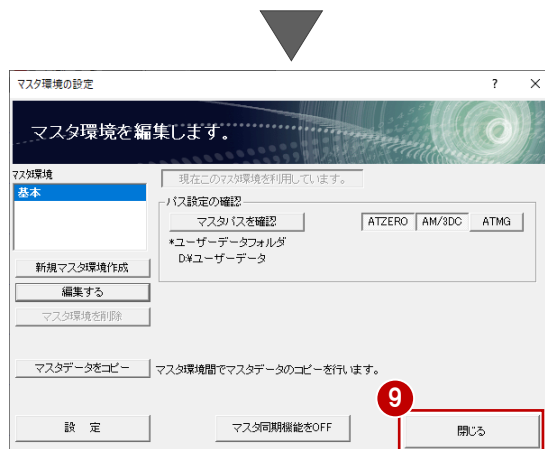 マスタ環境の設定
? ×
マスタ環境を編集します。
マスタ環境
基本
現在このマスタ環境を利用しています。
パス設定の確認
マスタパスを確認
ATZERO AM/3DC ATMG
*ユーザーデータフォルダ
D:¥ユーザーデータ
新規マスタ環境作成
編集する
マスタ環境を削除
マスタデータをコピー
マスタ環境間でマスタデータのコピーを行います。
9
設 定
マスタ同期機能をOFF
閉じる